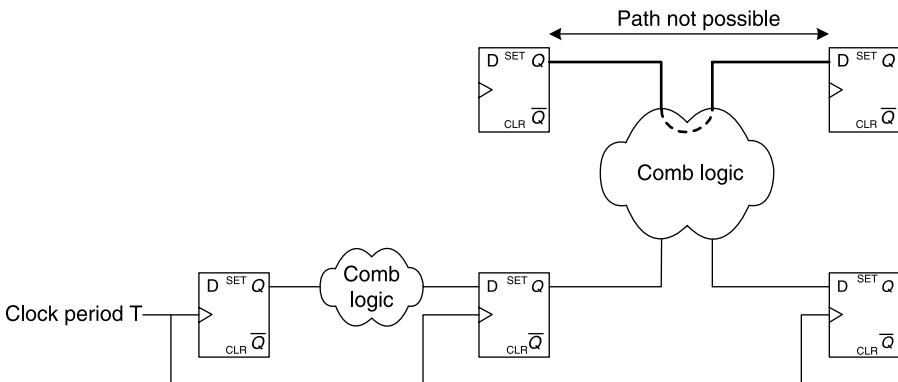 Path not possible
D SET Q
Q̅
CLR
D SET Q
Q̅
CLR
Comb logic
D SET Q
Q̅
CLR
Comb
logic
D SET Q
Q̅
CLR
D SET Q
Q̅
CLR
Clock period T